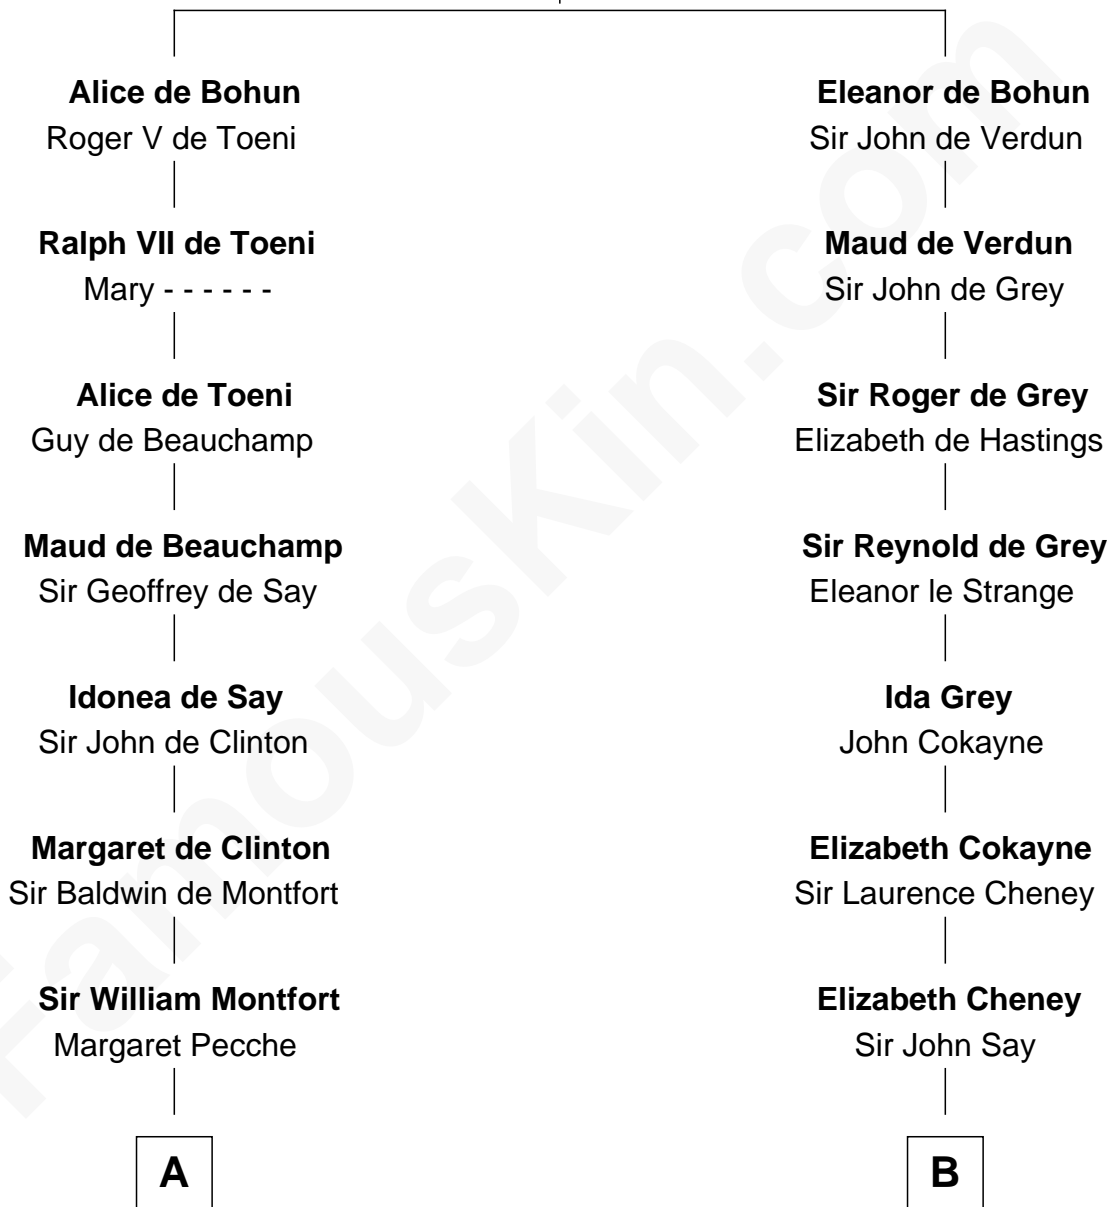 Alice de Bohun
Roger V de Toeni
Ralph VII de Toeni
Mary - - - - - -
Alice de Toeni
Guy de Beauchamp
Maud de Beauchamp
Sir Geoffrey de Say
Idonea de Say
Sir John de Clinton
Margaret de Clinton
Sir Baldwin de Montfort
Sir William Montfort
Margaret Pecche
A
Eleanor de Bohun
Sir John de Verdun
Maud de Verdun
Sir John de Grey
Sir Roger de Grey
Elizabeth de Hastings
Sir Reynold de Grey
Eleanor le Strange
Ida Grey
John Cokayne
Elizabeth Cokayne
Sir Laurence Cheney
Elizabeth Cheney
Sir John Say
B
FamousKin.com